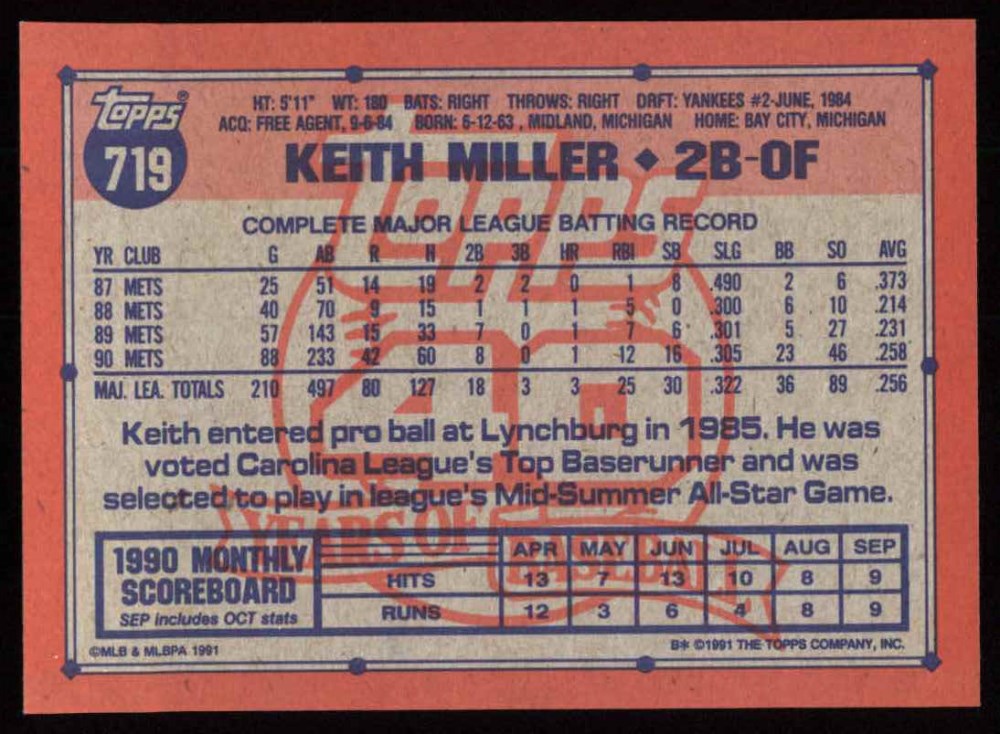 Topps®
719
HT: 5'11" WT: 180 BATS: RIGHT THROWS: RIGHT DRFT: YANKEES #2-JUNE, 1984
ACQ: FREE AGENT, 9-6-84 BORN: 6-12-63, MIDLAND, MICHIGAN HOME: BAY CITY, MICHIGAN
KEITH MILLER ◆ 2B-OF
COMPLETE MAJOR LEAGUE BATTING RECORD
YR CLUB G AB R H 2B 3B HR RBI SB SLG BB SO AVG
87 METS 25 51 14 19 2 2 0 1 8 .490 2 6 .373
88 METS 40 70 9 15 1 1 1 5 0 .300 6 10 .214
89 METS 57 143 15 33 7 0 1 7 6 .301 5 27 .231
90 METS 88 233 42 60 8 0 1 12 16 .305 23 46 .258
MAJ. LEA. TOTALS 210 497 80 127 18 3 3 25 30 .322 36 89 .256
Topps
40
YEARS OF
BASEBALL
Keith entered pro ball at Lynchburg in 1985. He was
voted Carolina League's Top Baserunner and was
selected to play in league's Mid-Summer All-Star Game.
1990 MONTHLY
SCOREBOARD
SEP includes OCT stats
APR MAY JUN JUL AUG SEP
HITS 13 7 13 10 8 9
RUNS 12 3 6 4 8 9
©MLB & MLBPA 1991
B* ©1991 THE TOPPS COMPANY, INC.